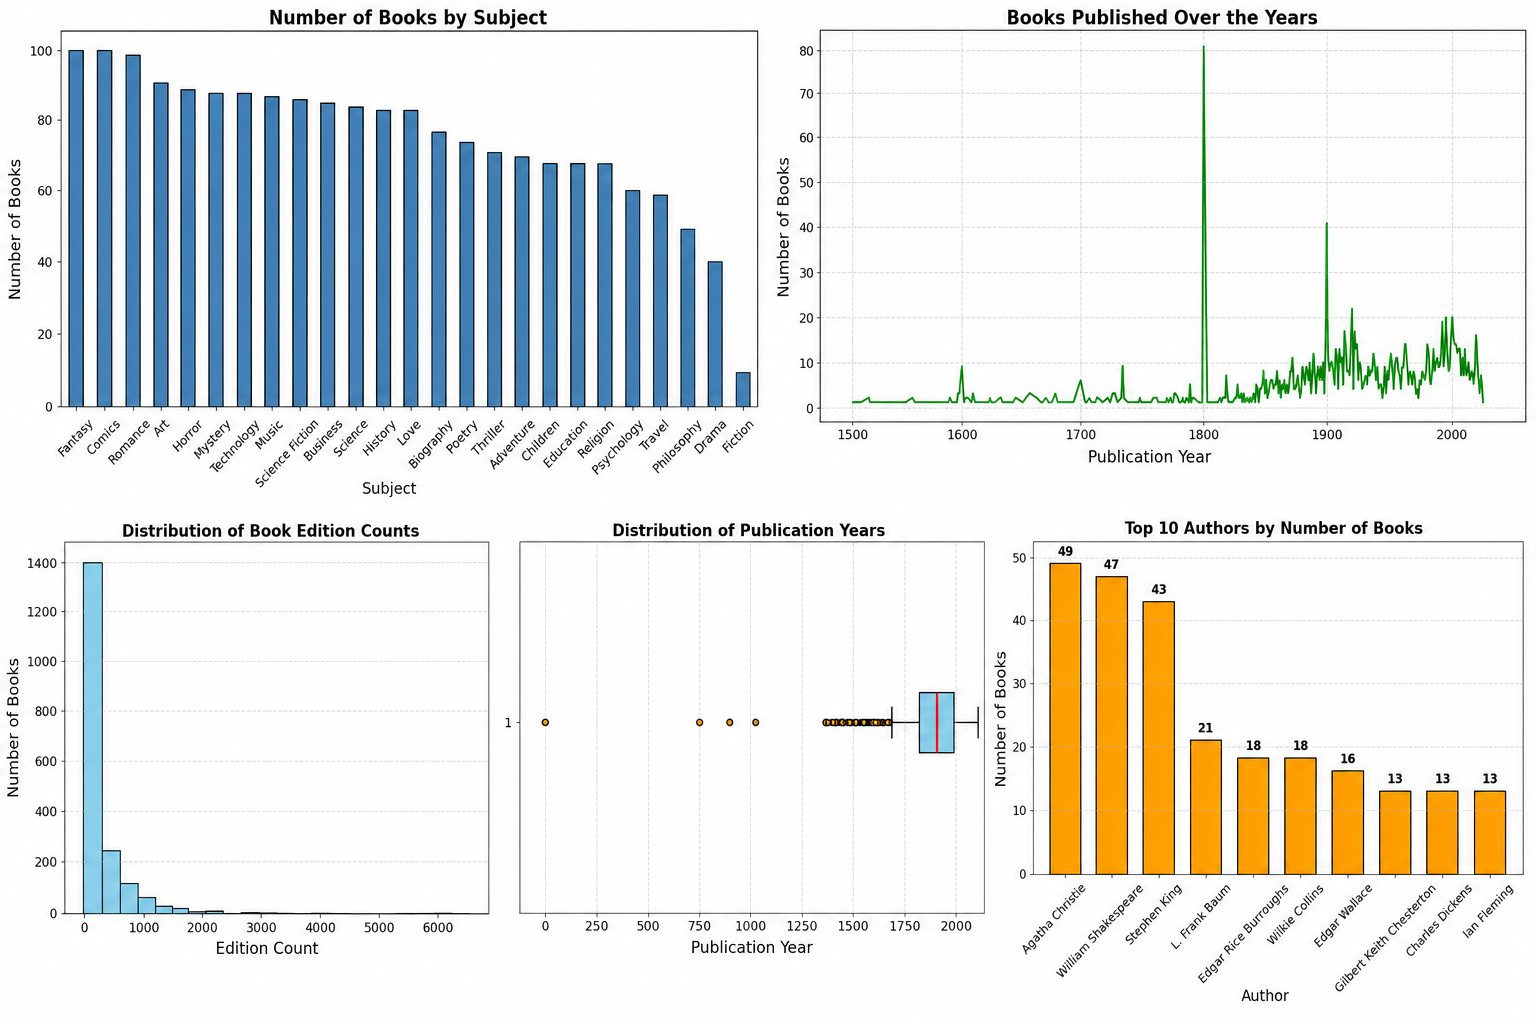 Number of Books by Subject
Number of Books
100
80
60
40
20
0
Fantasy
Comics
Romance
Art
Horror
Mystery
Technology
Music
Science Fiction
Business
Science
History
Love
Biography
Poetry
Thriller
Adventure
Children
Education
Religion
Psychology
Travel
Philosophy
Drama
Fiction
Subject
Books Published Over the Years
Number of Books
80
70
60
50
40
30
20
10
0
1500 1600 1700 1800 1900 2000
Publication Year
Distribution of Book Edition Counts
Number of Books
1400
1200
1000
800
600
400
200
0
0 1000 2000 3000 4000 5000 6000
Edition Count
Distribution of Publication Years
1
0 250 500 750 1000 1250 1500 1750 2000
Publication Year
Top 10 Authors by Number of Books
Number of Books
50
40
30
20
10
0
49 47 43 21 18 18 16 13 13 13
Agatha Christie
William Shakespeare
Stephen King
L. Frank Baum
Edgar Rice Burroughs
Wilkie Collins
Edgar Wallace
Gilbert Keith Chesterton
Charles Dickens
Ian Fleming
Author